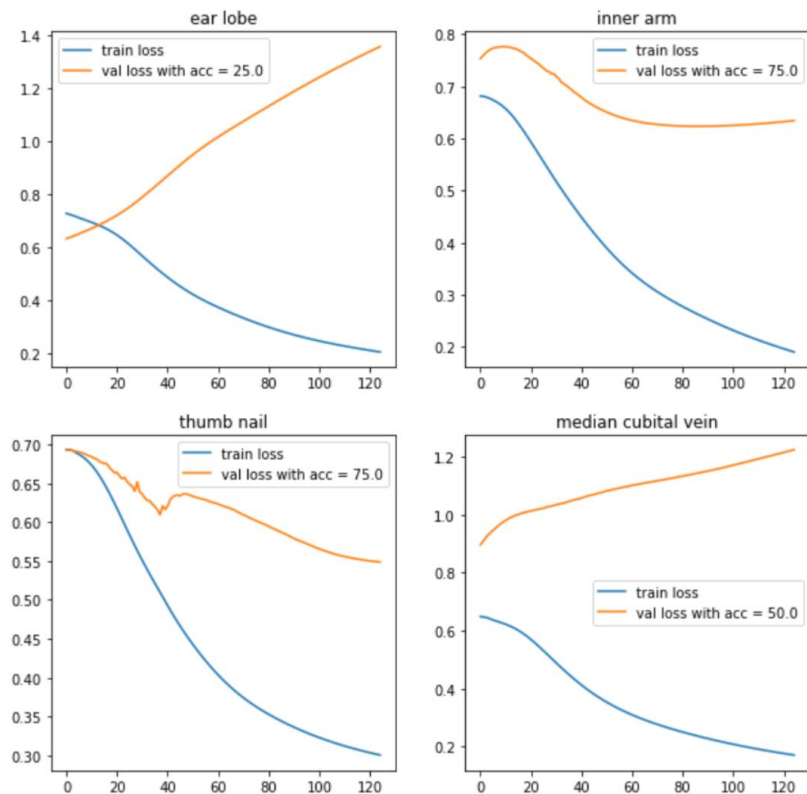 ear lobe
1.4
1.2
1.0
0.8
0.6
0.4
0.2
0 20 40 60 80 100 120
train loss
val loss with acc = 25.0
inner arm
0.8
0.7
0.6
0.5
0.4
0.3
0.2
0 20 40 60 80 100 120
train loss
val loss with acc = 75.0
thumb nail
0.70
0.65
0.60
0.55
0.50
0.45
0.40
0.35
0.30
0 20 40 60 80 100 120
train loss
val loss with acc = 75.0
median cubital vein
1.2
1.0
0.8
0.6
0.4
0.2
0 20 40 60 80 100 120
train loss
val loss with acc = 50.0